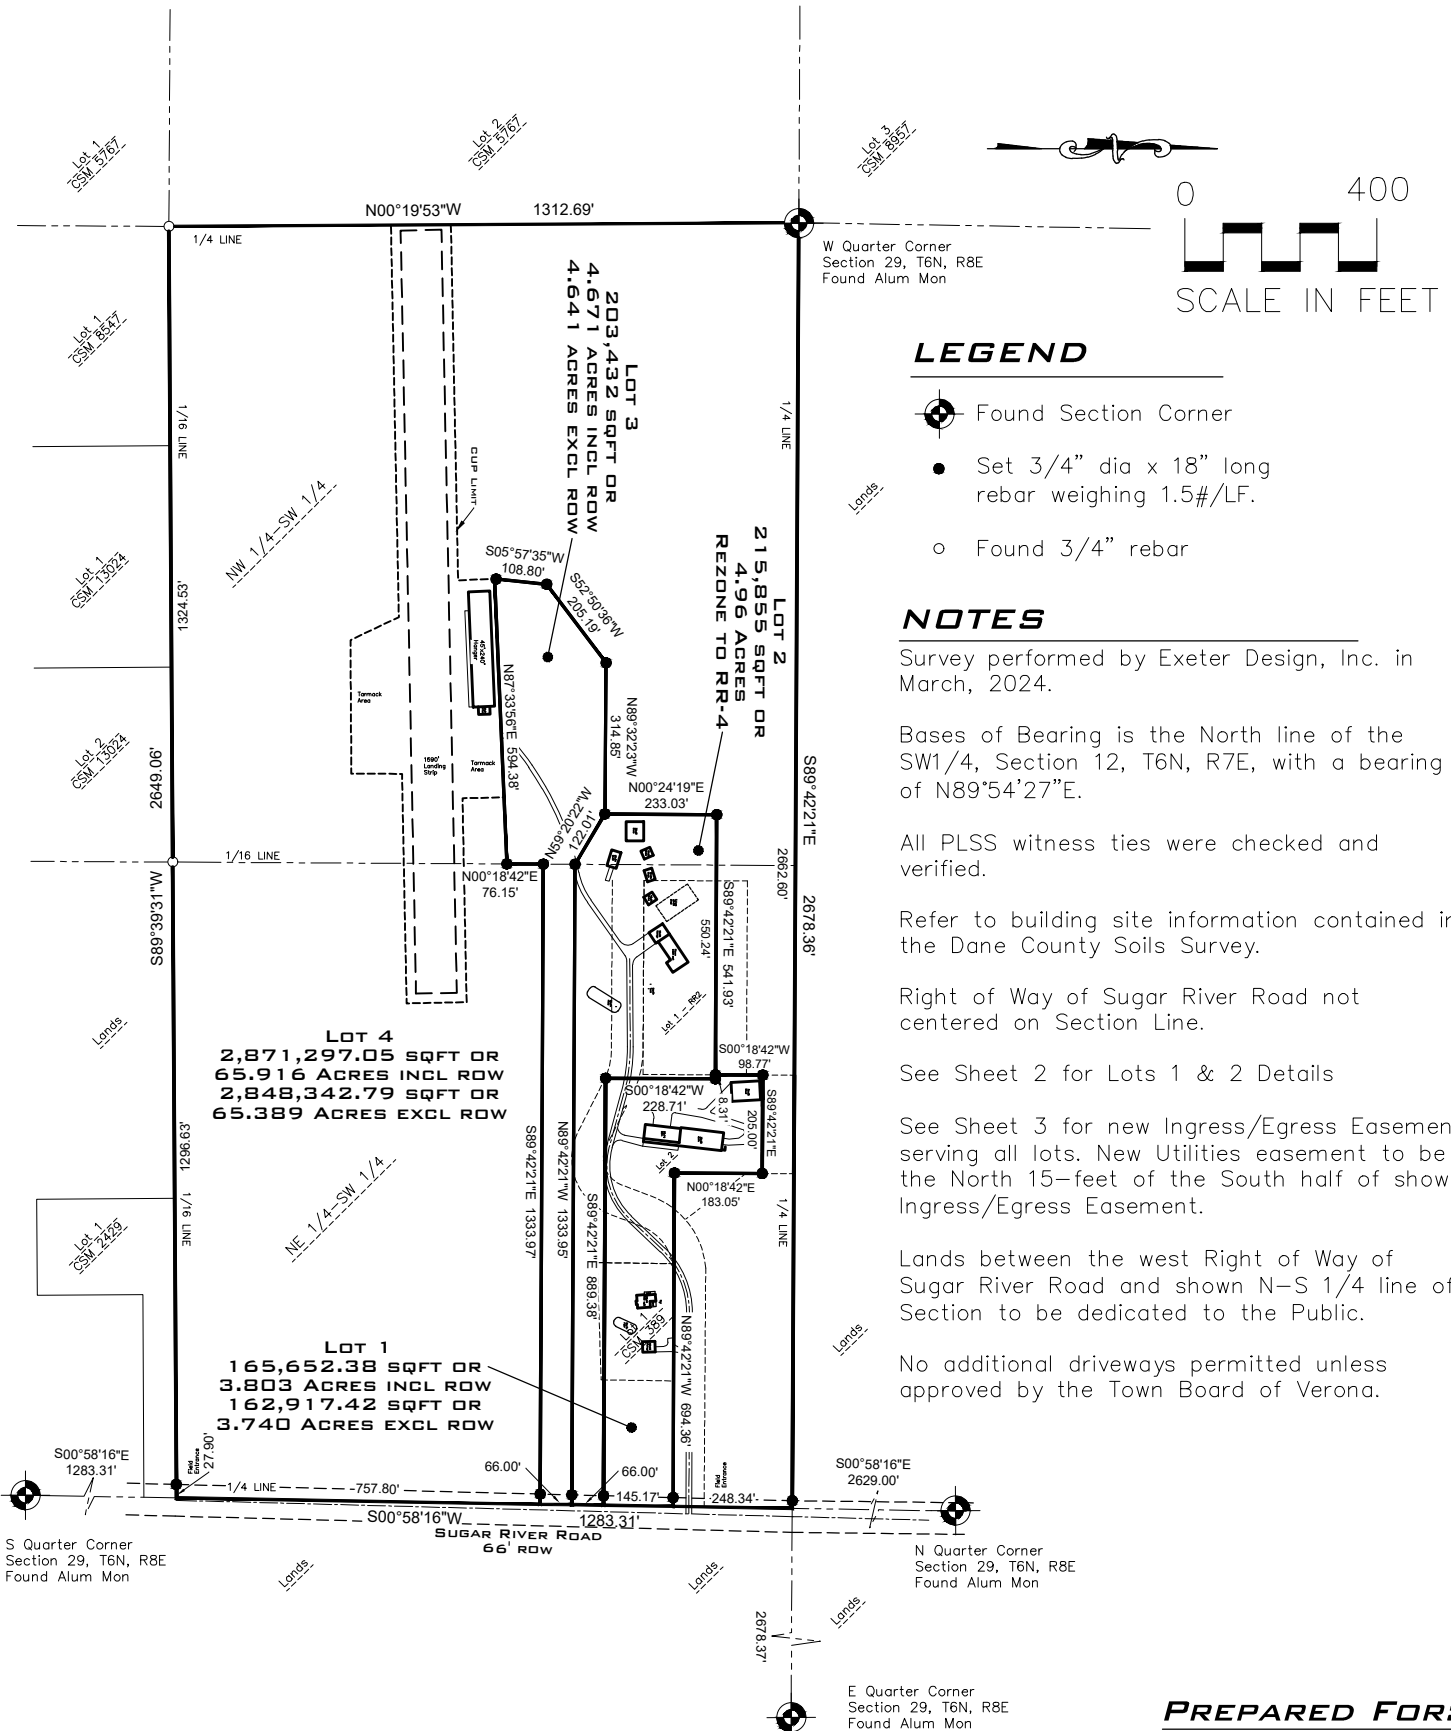 Lot 1
CSM 5767
Lot 2
CSM 5767
Lot 3
CSM 8957
0
400
SCALE IN FEET
N00°19'53"W
1312.69'
1/4 LINE
W Quarter Corner
Section 29, T6N, R8E
Found Alum Mon
LEGEND
Found Section Corner
Set 3/4" dia x 18" long
rebar weighing 1.5#/LF.
Found 3/4" rebar
NOTES
Survey performed by Exeter Design, Inc. in
March, 2024.
Bases of Bearing is the North line of the
SW1/4, Section 12, T6N, R7E, with a bearing
of N89°54'27"E.
All PLSS witness ties were checked and
verified.
Refer to building site information contained in
the Dane County Soils Survey.
Right of Way of Sugar River Road not
centered on Section Line.
See Sheet 2 for Lots 1 & 2 Details
See Sheet 3 for new Ingress/Egress Easemen
serving all lots. New Utilities easement to be
the North 15-feet of the South half of show
Ingress/Egress Easement.
Lands between the west Right of Way of
Sugar River Road and shown N-S 1/4 line of
Section to be dedicated to the Public.
No additional driveways permitted unless
approved by the Town Board of Verona.
Lot 1
CSM 8547
1/16 LINE
1/4 LINE
LOT 3
203,432 SQFT OR
4.671 ACRES INCL ROW
4.641 ACRES EXCL ROW
CUP LIMIT
Lands
NW 1/4-SW 1/4
LOT 2
215,855 SQFT OR
4.96 ACRES
REZONE TO RR-4
Lot 1
CSM 13024
1324.53'
S05°57'35"W
108.80'
S52°50'36"W
205.19'
45'x240'
Hanger
N87°33'56"E 594.38'
N89°32'23"W
314.85'
Tarmack
Area
Lot 2
CSM 13024
2649.06'
1590'
Landing
Strip
Tarmack
Area
N00°24'19"E
233.03'
S89°42'21"E
N59°20'22"W
122.01'
1/16 LINE
N00°18'42"E
76.15'
2662.60'
2678.36'
S89°39'31"W
S89°42'21"E 541.93'
550.24'
Lot 1 - RR2
Lands
LOT 4
2,871,297.05 SQFT OR
65.916 ACRES INCL ROW
2,848,342.79 SQFT OR
65.389 ACRES EXCL ROW
S00°18'42"W
98.77'
S00°18'42"W
228.71'
8.31'
S89°42'21"E
205.00'
Lot 2
1296.63'
1/16 LINE
NE 1/4-SW 1/4
S89°42'21"E 1333.97'
N89°42'21"W 1333.95'
S89°42'21"E 889.38'
N00°18'42"E
183.05'
1/4 LINE
Lot 1
CSM 2429
Lot 1
CSM 389
N89°42'21"W 694.36'
Lands
LOT 1
165,652.38 SQFT OR
3.803 ACRES INCL ROW
162,917.42 SQFT OR
3.740 ACRES EXCL ROW
S00°58'16"E
1283.31'
Field
Entrance
27.90'
1/4 LINE
757.80'
66.00'
66.00'
145.17'
Field
Entrance
248.34'
S00°58'16"E
2629.00'
S00°58'16"W
1283.31'
SUGAR RIVER ROAD
66' ROW
S Quarter Corner
Section 29, T6N, R8E
Found Alum Mon
N Quarter Corner
Section 29, T6N, R8E
Found Alum Mon
Lands
Lands
Lands
2678.37'
E Quarter Corner
Section 29, T6N, R8E
Found Alum Mon
PREPARED FOR: